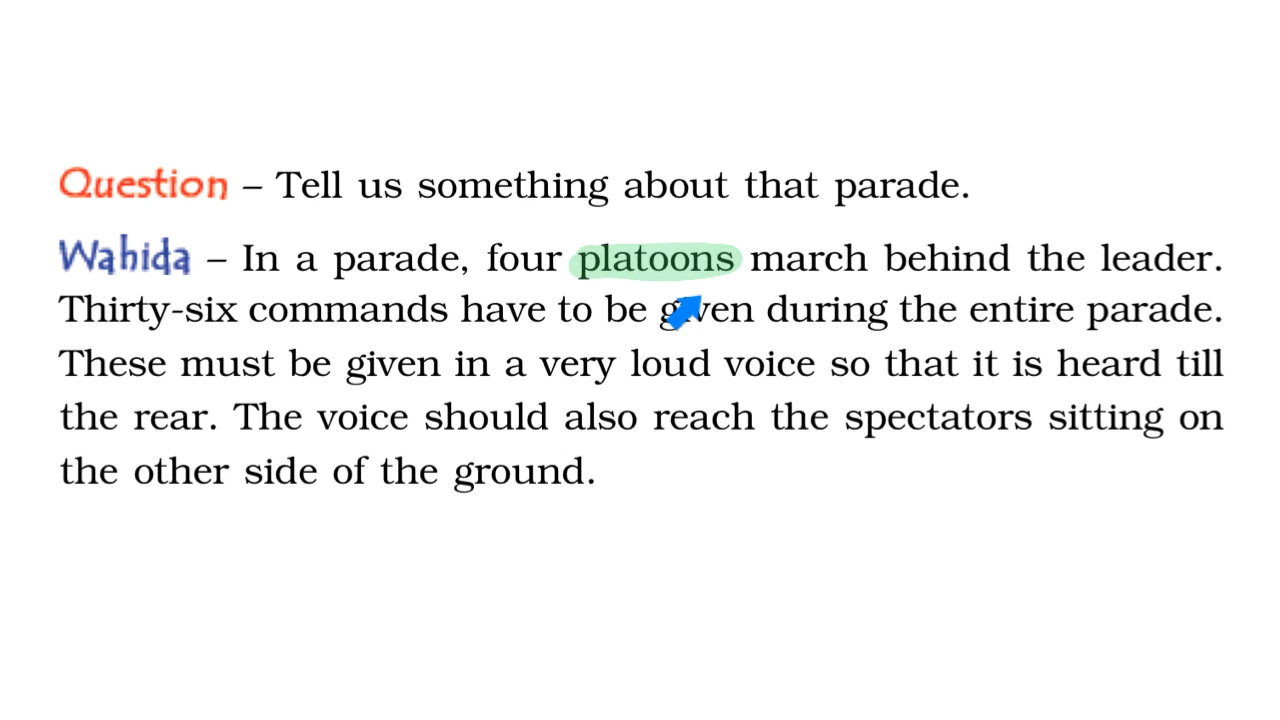 Question – Tell us something about that parade.
Wahida – In a parade, four platoons march behind the leader.
Thirty-six commands have to be given during the entire parade.
These must be given in a very loud voice so that it is heard till
the rear. The voice should also reach the spectators sitting on
the other side of the ground.